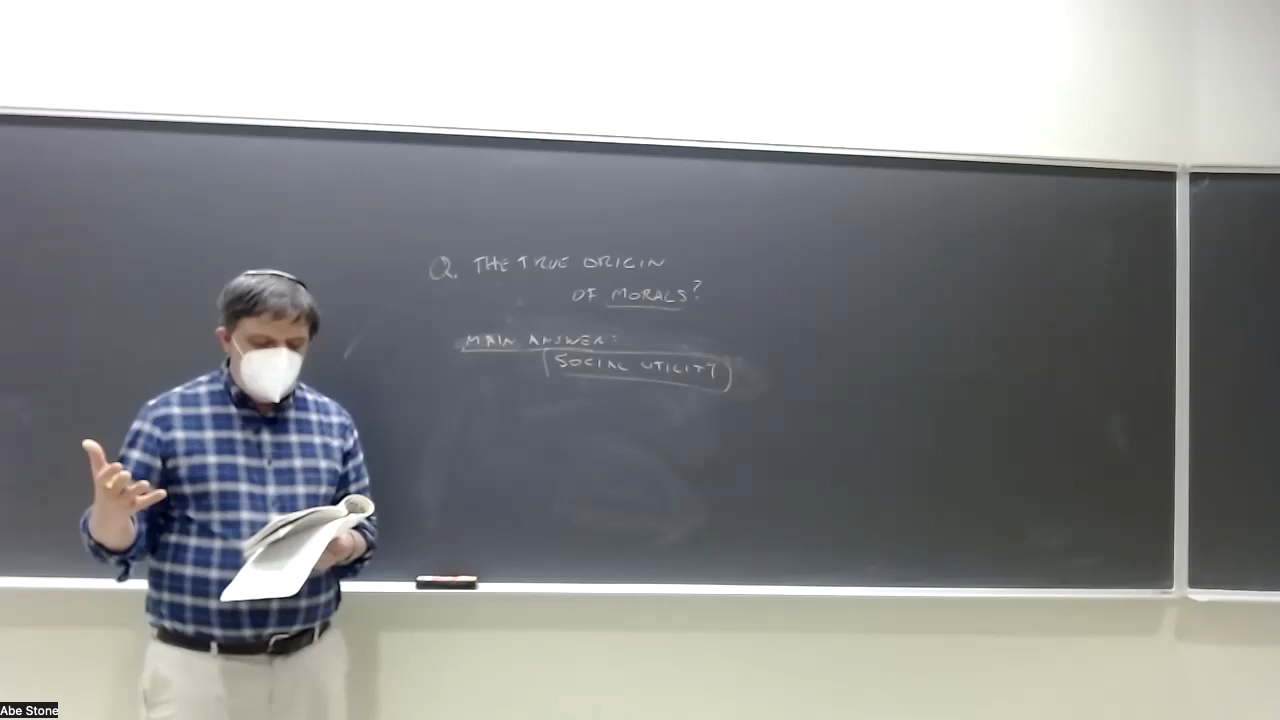 Q. THE TRUE ORIGIN
OF MORALS?
MAIN ANSWER:
SOCIAL UTILITY
Abe Stone